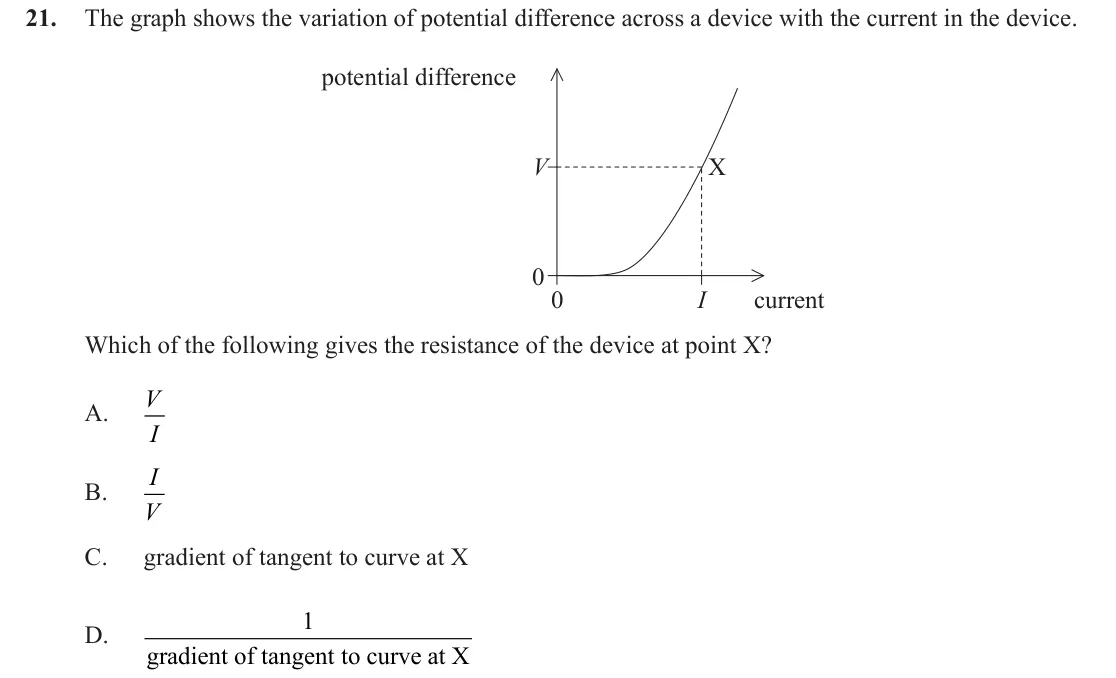 21. The graph shows the variation of potential difference across a device with the current in the device.
potential difference
V
X
0
0
I
current
Which of the following gives the resistance of the device at point X?
A. V/I
B. I/V
C. gradient of tangent to curve at X
D. 1
gradient of tangent to curve at X